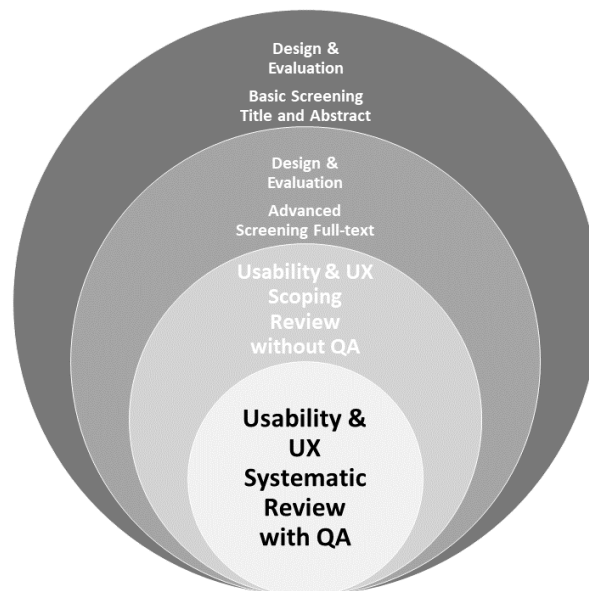 Design &
Evaluation
Basic Screening
Title and Abstract
Design &
Evaluation
Advanced
Screening Full-text
Usability & UX
Scoping
Review
without QA
Usability &
UX
Systematic
Review
with QA